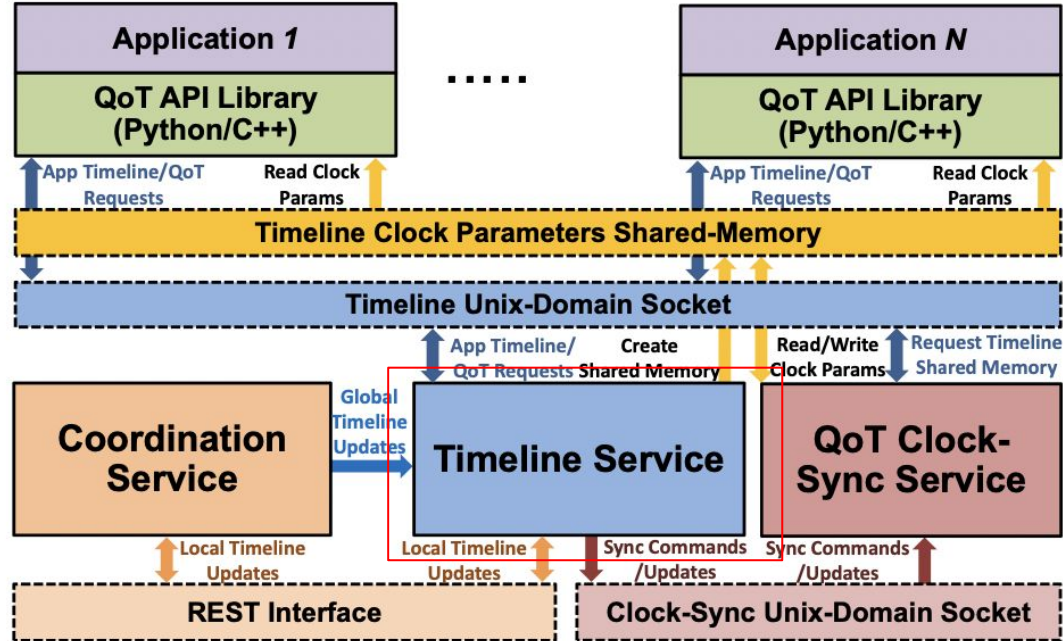 Application 1
Application N
QoT API Library
(Python/C++)
.....
QoT API Library
(Python/C++)
App Timeline/QoT
Requests
Read Clock
Params
App Timeline/QoT
Requests
Read Clock
Params
Timeline Clock Parameters Shared-Memory
Timeline Unix-Domain Socket
App Timeline/
QoT Requests
Create
Shared Memory
Read/Write
Clock Params
Request Timeline
Shared Memory
Coordination
Service
Global
Timeline
Updates
Timeline Service
QoT Clock-
Sync Service
Local Timeline
Updates
Local Timeline
Updates
Sync Commands
/Updates
Sync Commands
/Updates
REST Interface
Clock-Sync Unix-Domain Socket